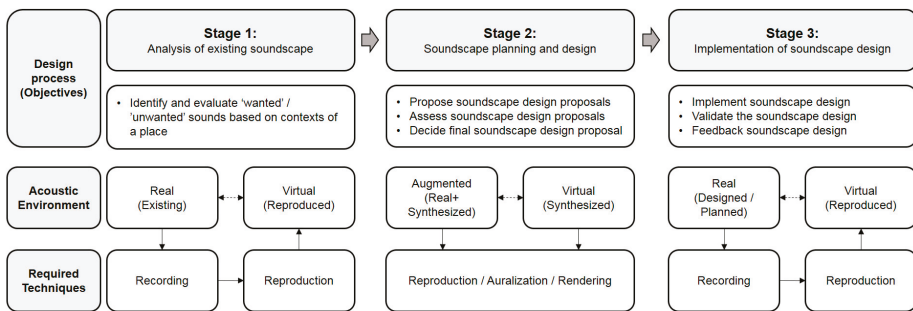 Design
process
(Objectives)
Stage 1:
Analysis of existing soundscape
Stage 2:
Soundscape planning and design
Stage 3:
Implementation of soundscape design
• Identify and evaluate ‘wanted’ /
’unwanted’ sounds based on contexts of
a place
• Propose soundscape design proposals
• Assess soundscape design proposals
• Decide final soundscape design proposal
• Implement soundscape design
• Validate the soundscape design
• Feedback soundscape design
Acoustic
Environment
Real
(Existing)
Virtual
(Reproduced)
Augmented
(Real+
Synthesized)
Virtual
(Synthesized)
Real
(Designed /
Planned)
Virtual
(Reproduced)
Required
Techniques
Recording
Reproduction
Reproduction / Auralization / Rendering
Recording
Reproduction